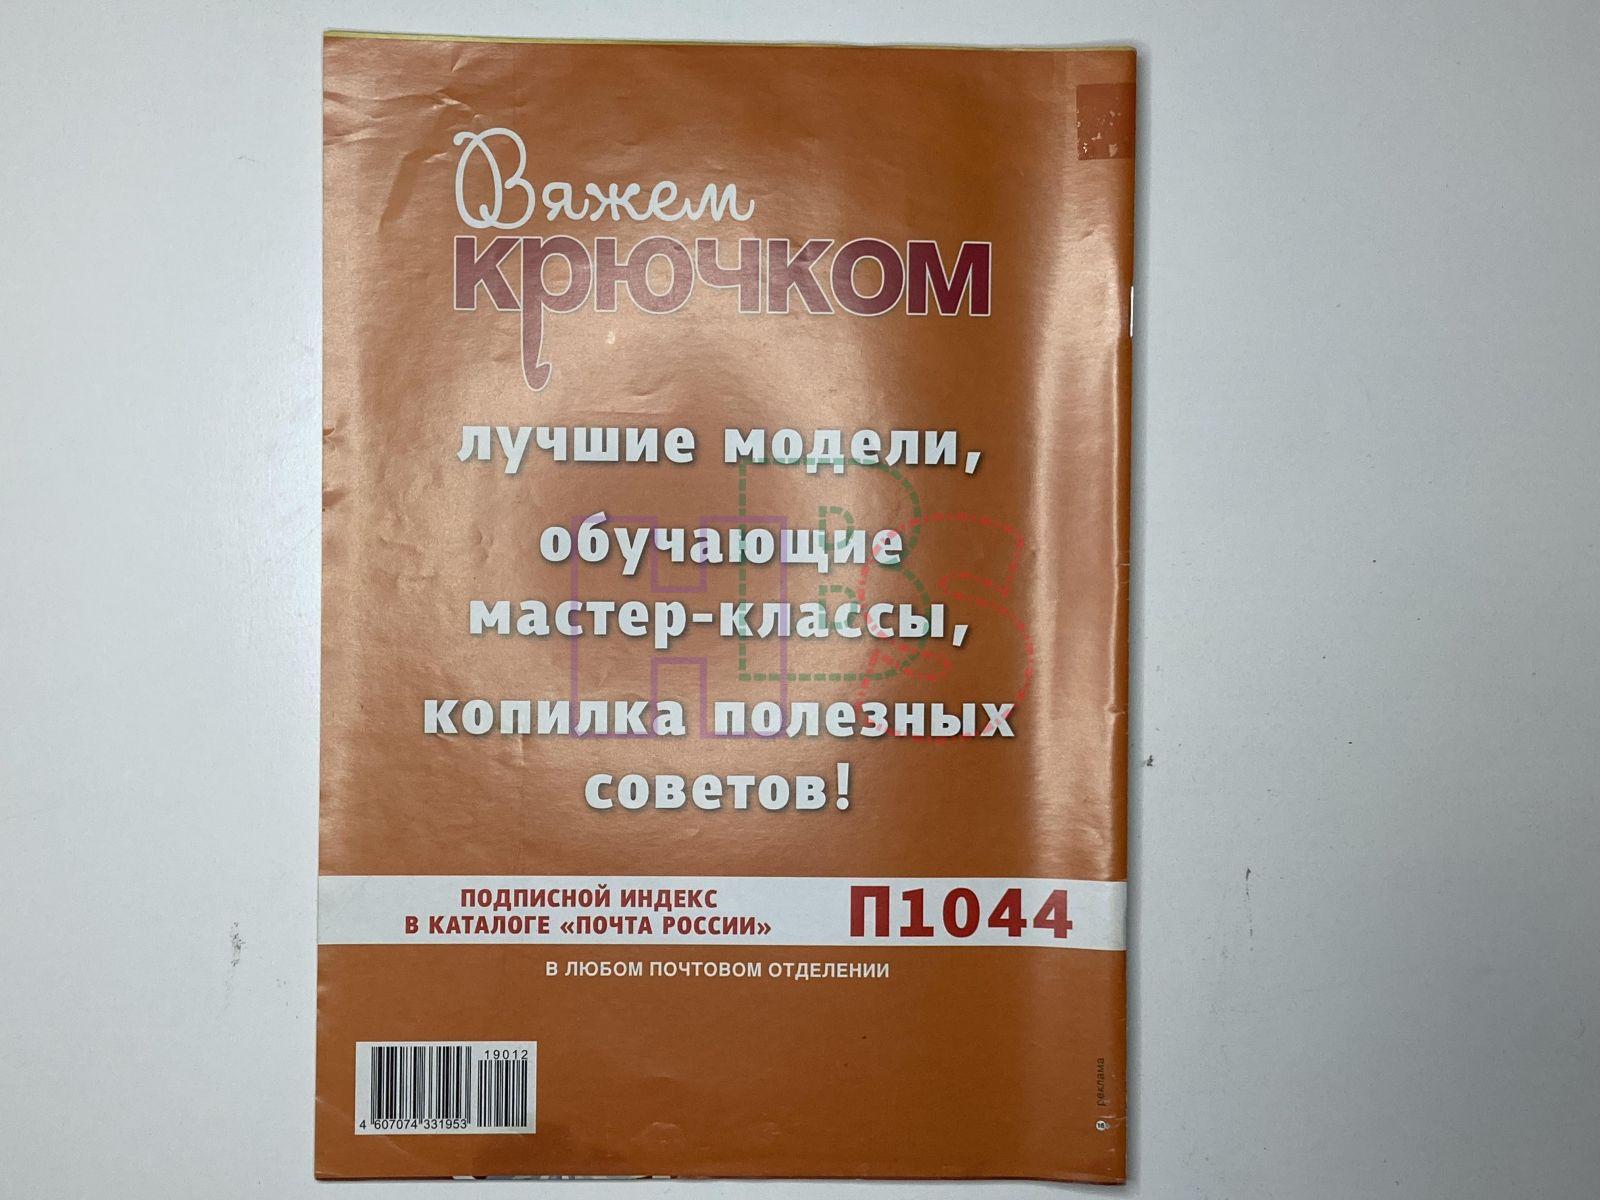 Вяжем
крючком
лучшие модели,
обучающие
мастер-классы,
копилка полезных
советов!
ПОДПИСНОЙ ИНДЕКС
В КАТАЛОГЕ «ПОЧТА РОССИИ»
П1044
В ЛЮБОМ ПОЧТОВОМ ОТДЕЛЕНИИ
19012
4 607074 331953
реклама